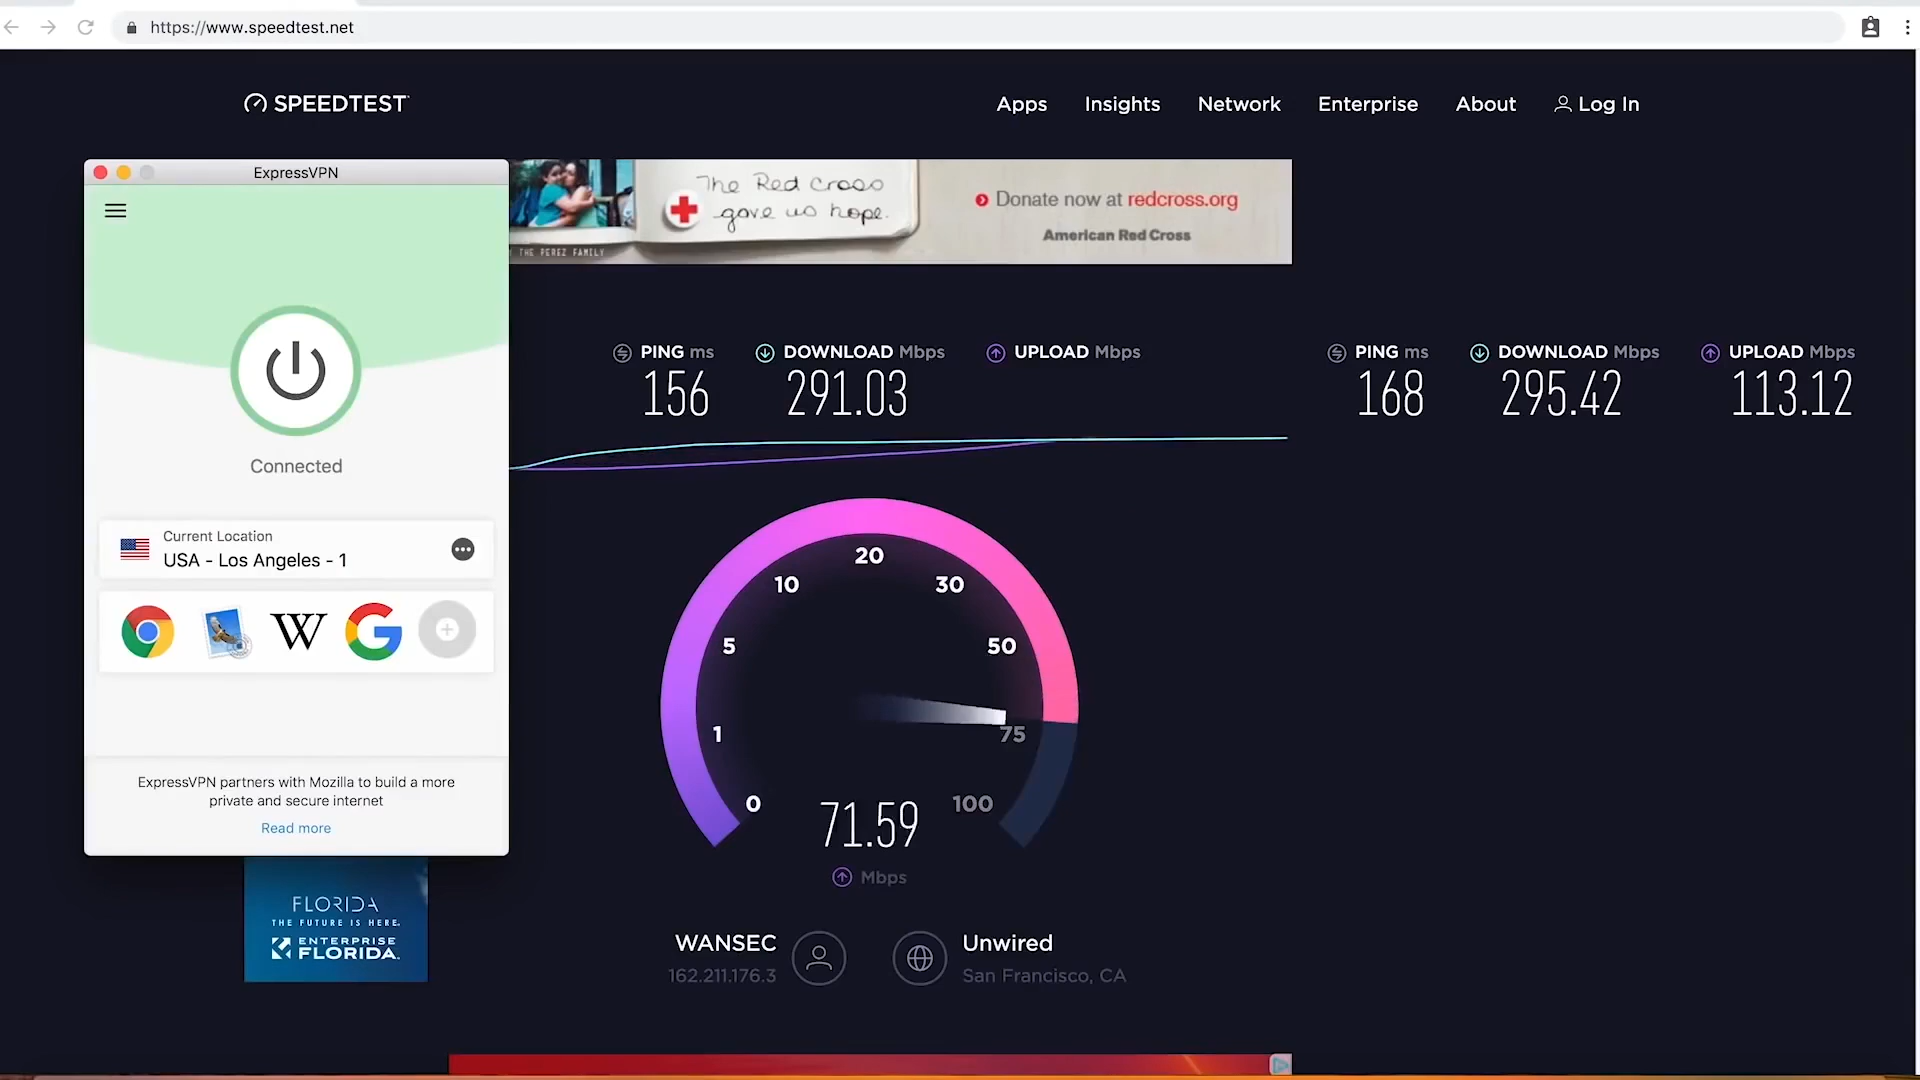 https://www.speedtest.net
SPEEDTEST
Apps
Insights
Network
Enterprise
About
Log In
ExpressVPN
The Red Cross
gave us hope.
THE PEREZ FAMILY
Donate now at redcross.org
American Red Cross
PING ms
DOWNLOAD Mbps
UPLOAD Mbps
156
291.03
PING ms
DOWNLOAD Mbps
UPLOAD Mbps
168
295.42
113.12
Connected
Current Location
USA - Los Angeles - 1
W
G
ExpressVPN partners with Mozilla to build a more
private and secure internet
Read more
0
1
5
10
20
30
50
75
100
71.59
Mbps
FLORIDA
THE FUTURE IS HERE.
ENTERPRISE
FLORIDA.
WANSEC
162.211.176.3
Unwired
San Francisco, CA